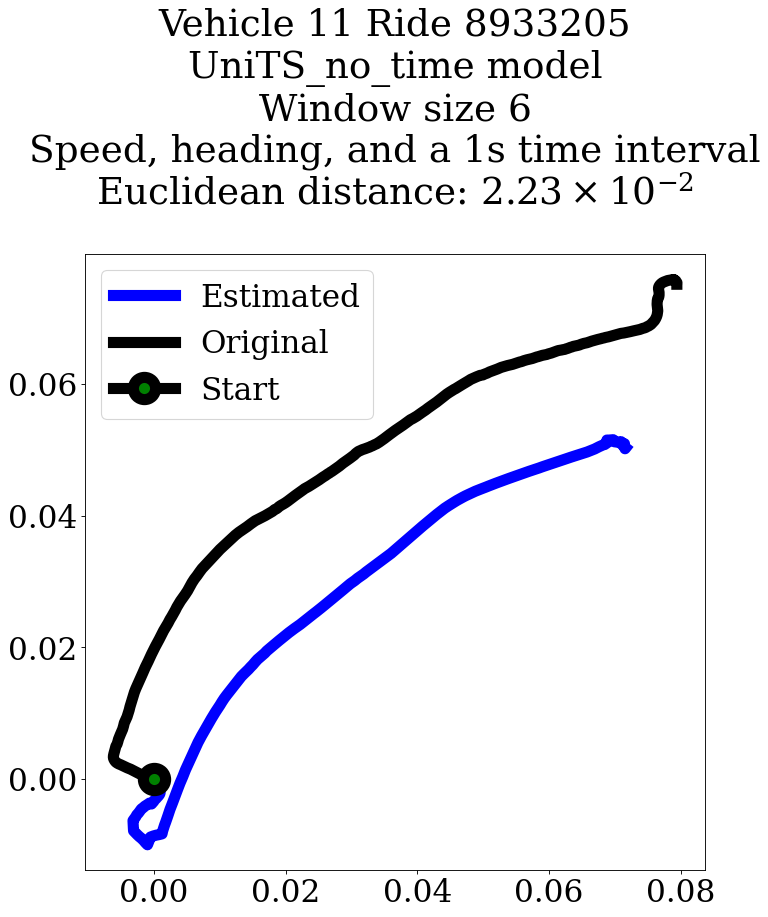 Vehicle 11 Ride 8933205
UniTS_no_time model
Window size 6
Speed, heading, and a 1s time interval
Euclidean distance: 2.23 × 10⁻²
Estimated
Original
Start
0.06
0.04
0.02
0.00
0.00 0.02 0.04 0.06 0.08